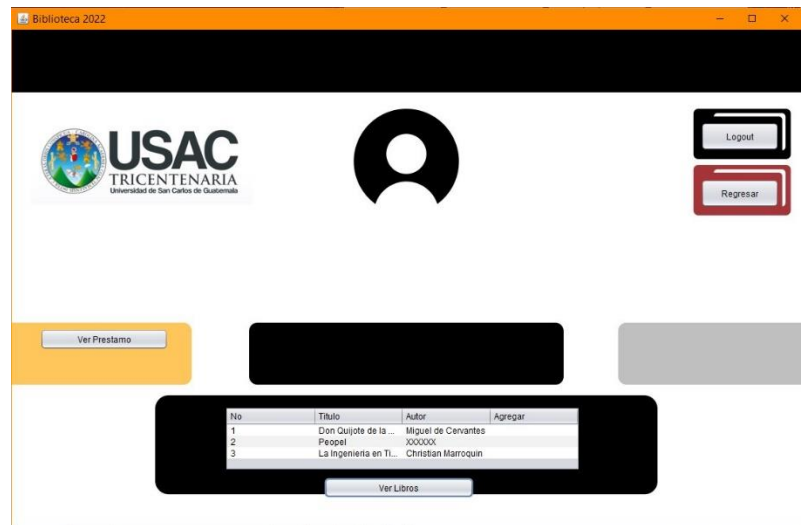 Biblioteca 2022
USAC
TRICENTENARIA
Universidad de San Carlos de Guatemala
Logout
Regresar
Ver Prestamo
No Titulo Autor Agregar
1 Don Quijote de la ... Miguel de Cervantes
2 Peopel XXXXXX
3 La Ingenieria en Ti... Christian Marroquin
Ver Libros